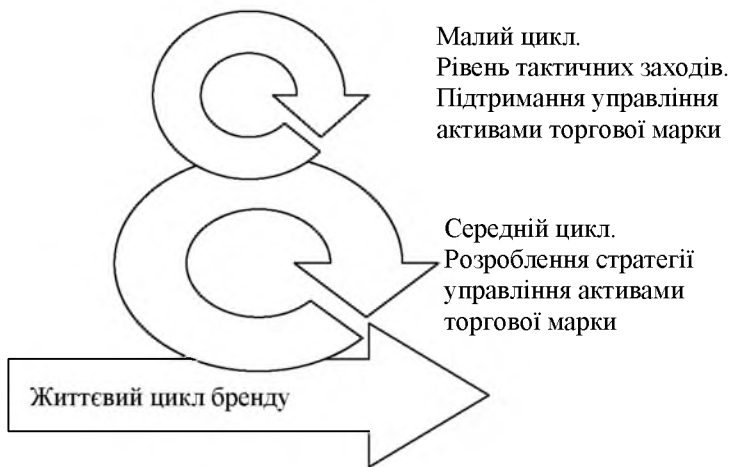 Малий цикл.
Рівень тактичних заходів.
Підтримання управління
активами торгової марки
Середній цикл.
Розроблення стратегії
управління активами
торгової марки
Життєвий цикл бренду